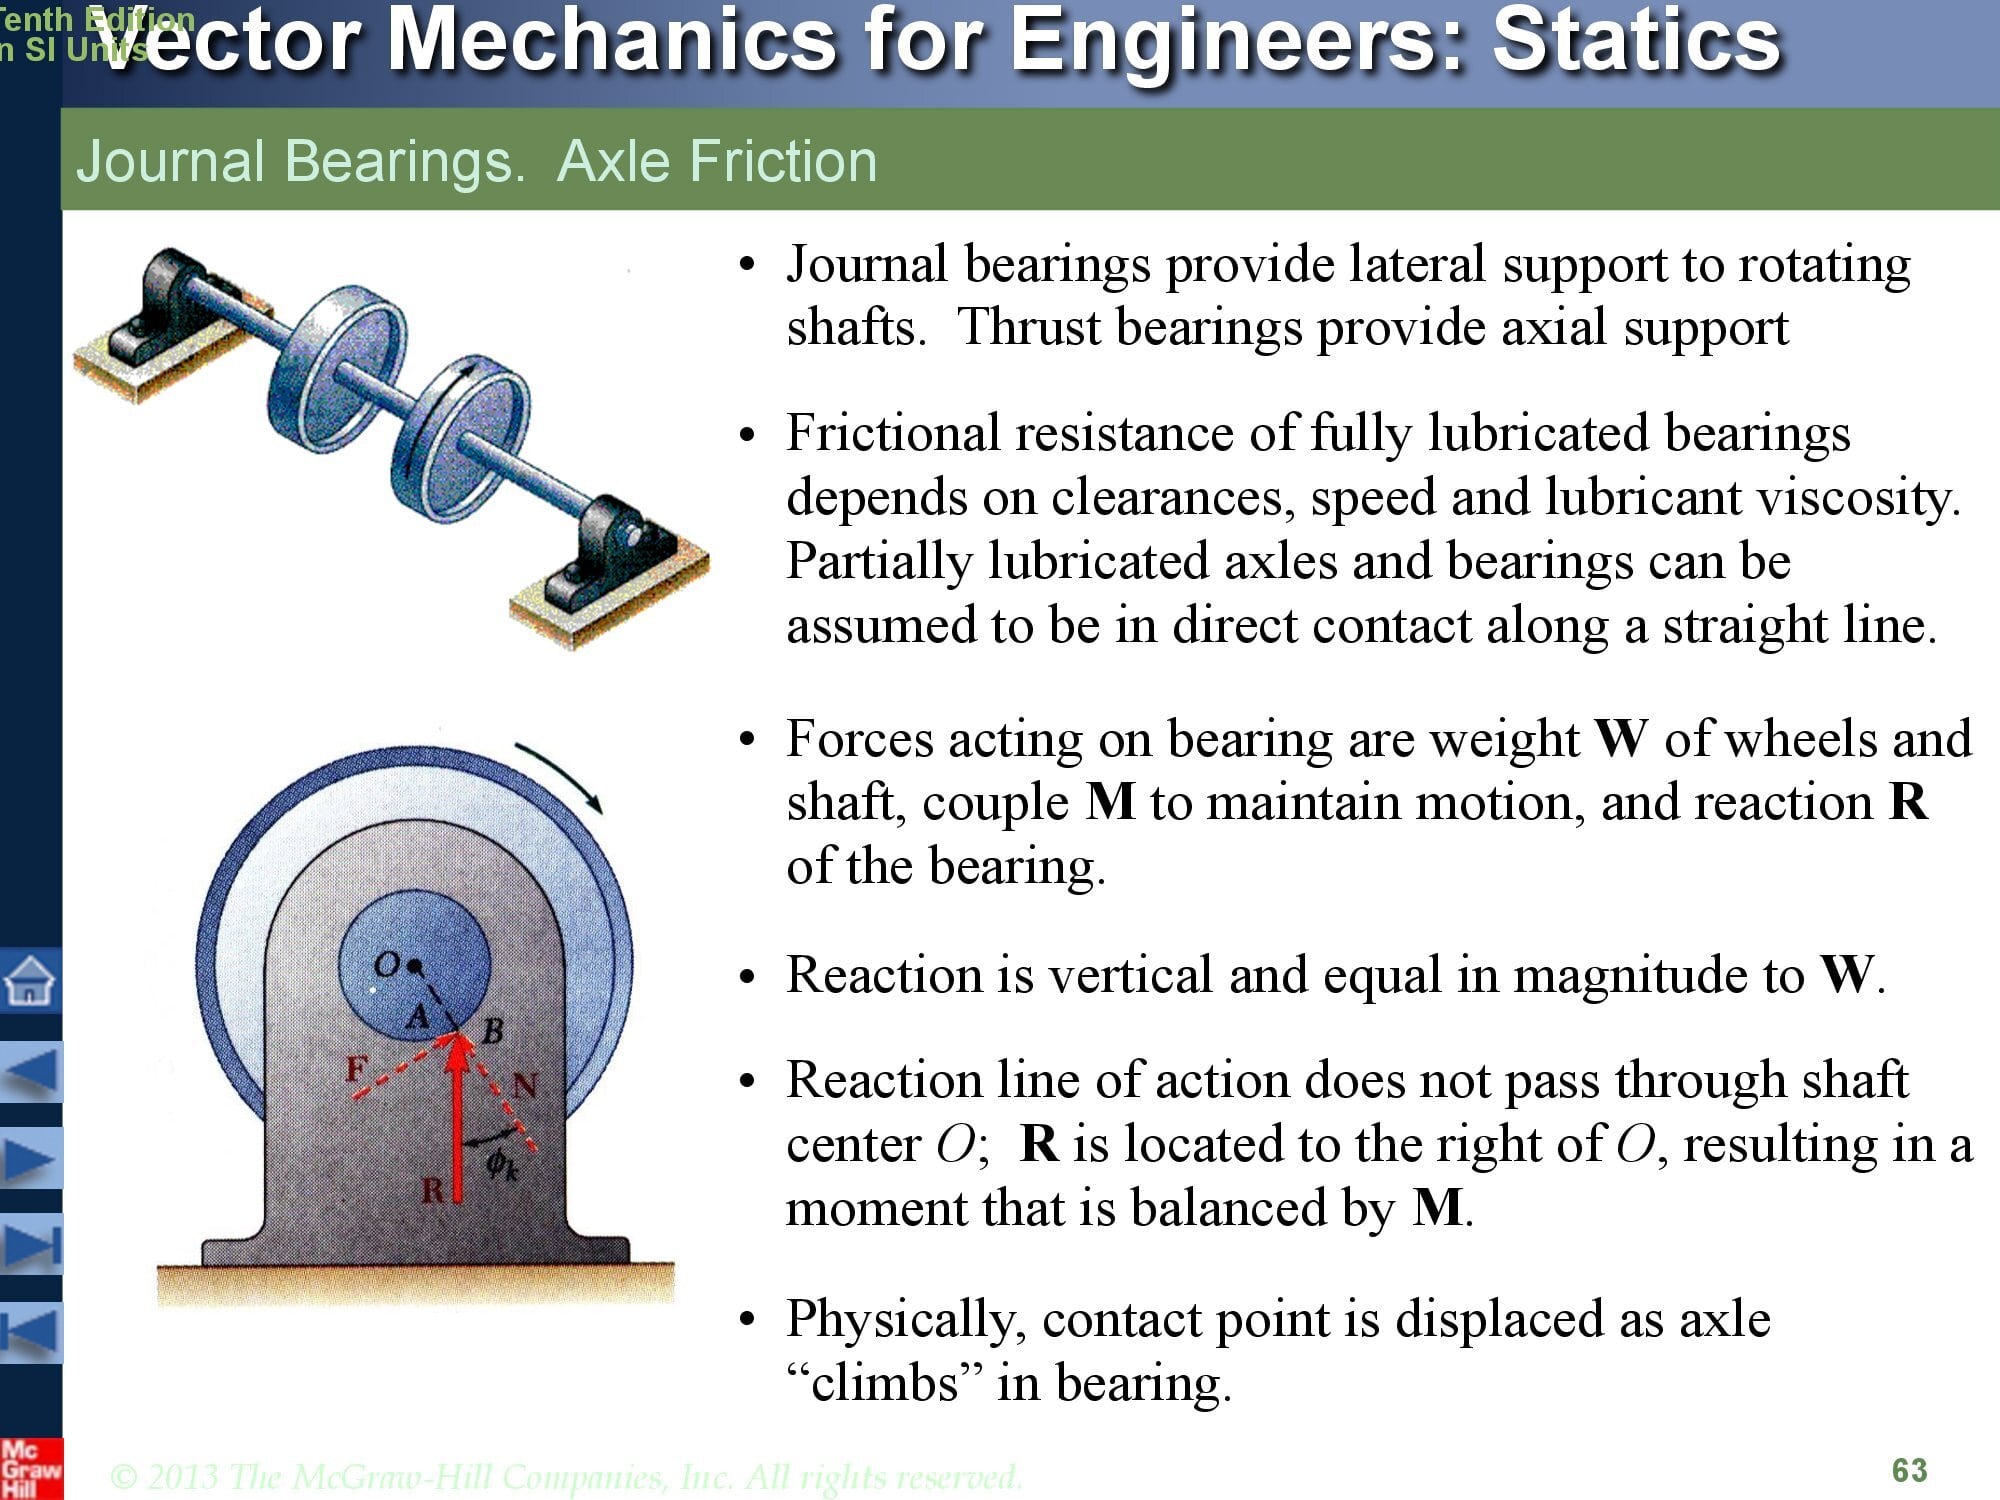 Tenth Edition
in SI Units
Vector Mechanics for Engineers: Statics
Journal Bearings.  Axle Friction
• Journal bearings provide lateral support to rotating
shafts.  Thrust bearings provide axial support
• Frictional resistance of fully lubricated bearings
depends on clearances, speed and lubricant viscosity.
Partially lubricated axles and bearings can be
assumed to be in direct contact along a straight line.
• Forces acting on bearing are weight W of wheels and
shaft, couple M to maintain motion, and reaction R
of the bearing.
• Reaction is vertical and equal in magnitude to W.
• Reaction line of action does not pass through shaft
center O;  R is located to the right of O, resulting in a
moment that is balanced by M.
• Physically, contact point is displaced as axle
“climbs” in bearing.
O
A
B
F
N
ϕk
R
Mc
Graw
Hill
© 2013 The McGraw-Hill Companies, Inc. All rights reserved.
63